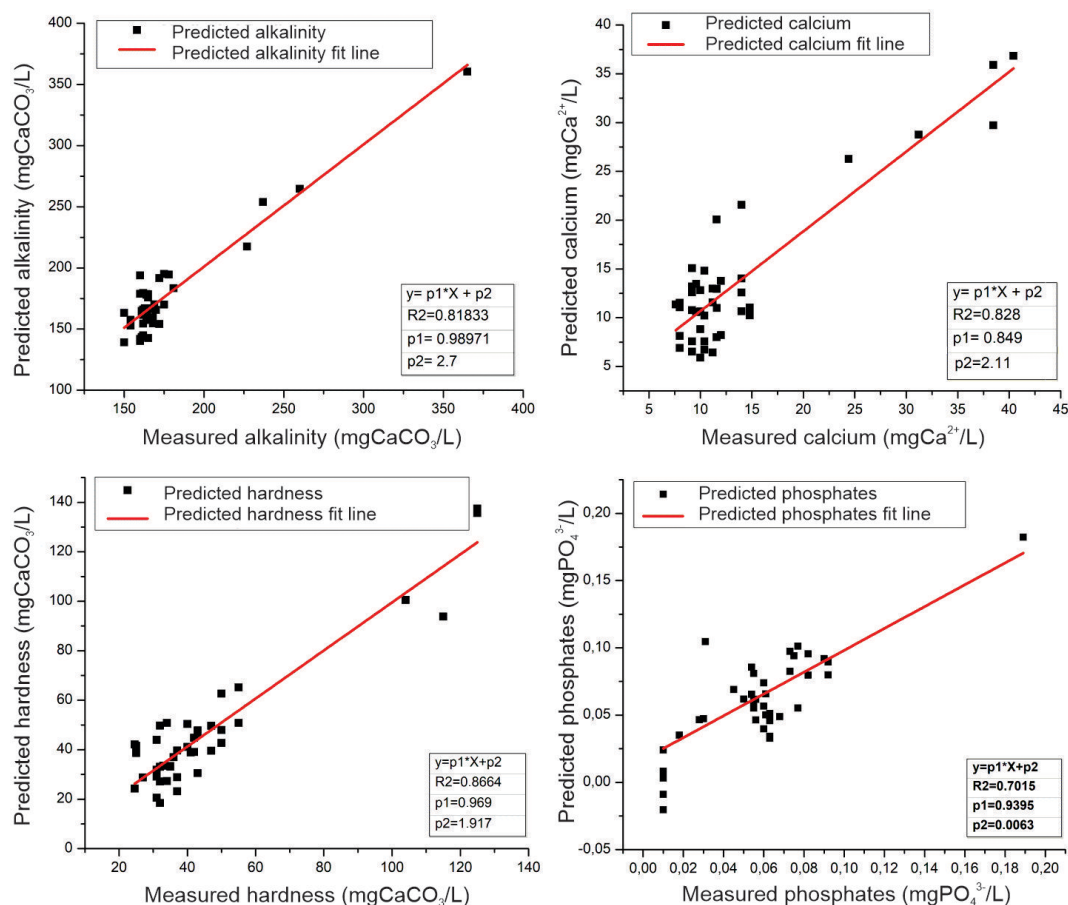 Predicted alkalinity
Predicted alkalinity fit line
400
350
300
250
200
150
100
Predicted alkalinity (mgCaCO₃/L)
y= p1*X + p2
R2=0.81833
p1= 0.98971
p2= 2.7
150 200 250 300 350 400
Measured alkalinity (mgCaCO₃/L)
Predicted calcium
Predicted calcium fit line
40
35
30
25
20
15
10
5
Predicted calcium (mgCa²⁺/L)
y= p1*X + p2
R2=0.828
p1= 0.849
p2=2.11
5 10 15 20 25 30 35 40 45
Measured calcium (mgCa²⁺/L)
Predicted hardness
Predicted hardness fit line
140
120
100
80
60
40
20
0
Predicted hardness (mgCaCO₃/L)
y=p1*X+p2
R2=0.8664
p1=0.969
p2=1.917
20 40 60 80 100 120 140
Measured hardness (mgCaCO₃/L)
Predicted phosphates
Predicted phosphates fit line
0,20
0,15
0,10
0,05
0,00
-0,05
Predicted phosphates (mgPO₄³⁻/L)
y=p1*X+p2
R2=0.7015
p1=0.9395
p2=0.0063
0,00 0,02 0,04 0,06 0,08 0,10 0,12 0,14 0,16 0,18 0,20
Measured phosphates (mgPO₄³⁻/L)